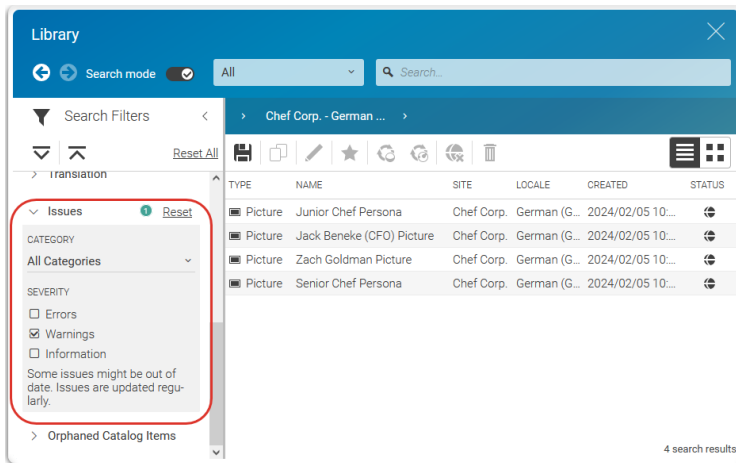 Library
Search mode
All
Search...
Search Filters
Chef Corp. - German ...
Reset All
Translation
Issues 1 Reset
CATEGORY
All Categories
SEVERITY
Errors
Warnings
Information
Some issues might be out of
date. Issues are updated regu-
larly.
Orphaned Catalog Items
TYPE NAME SITE LOCALE CREATED STATUS
Picture Junior Chef Persona Chef Corp. German (G... 2024/02/05 10:...
Picture Jack Beneke (CFO) Picture Chef Corp. German (G... 2024/02/05 10:...
Picture Zach Goldman Picture Chef Corp. German (G... 2024/02/05 10:...
Picture Senior Chef Persona Chef Corp. German (G... 2024/02/05 10:...
4 search results